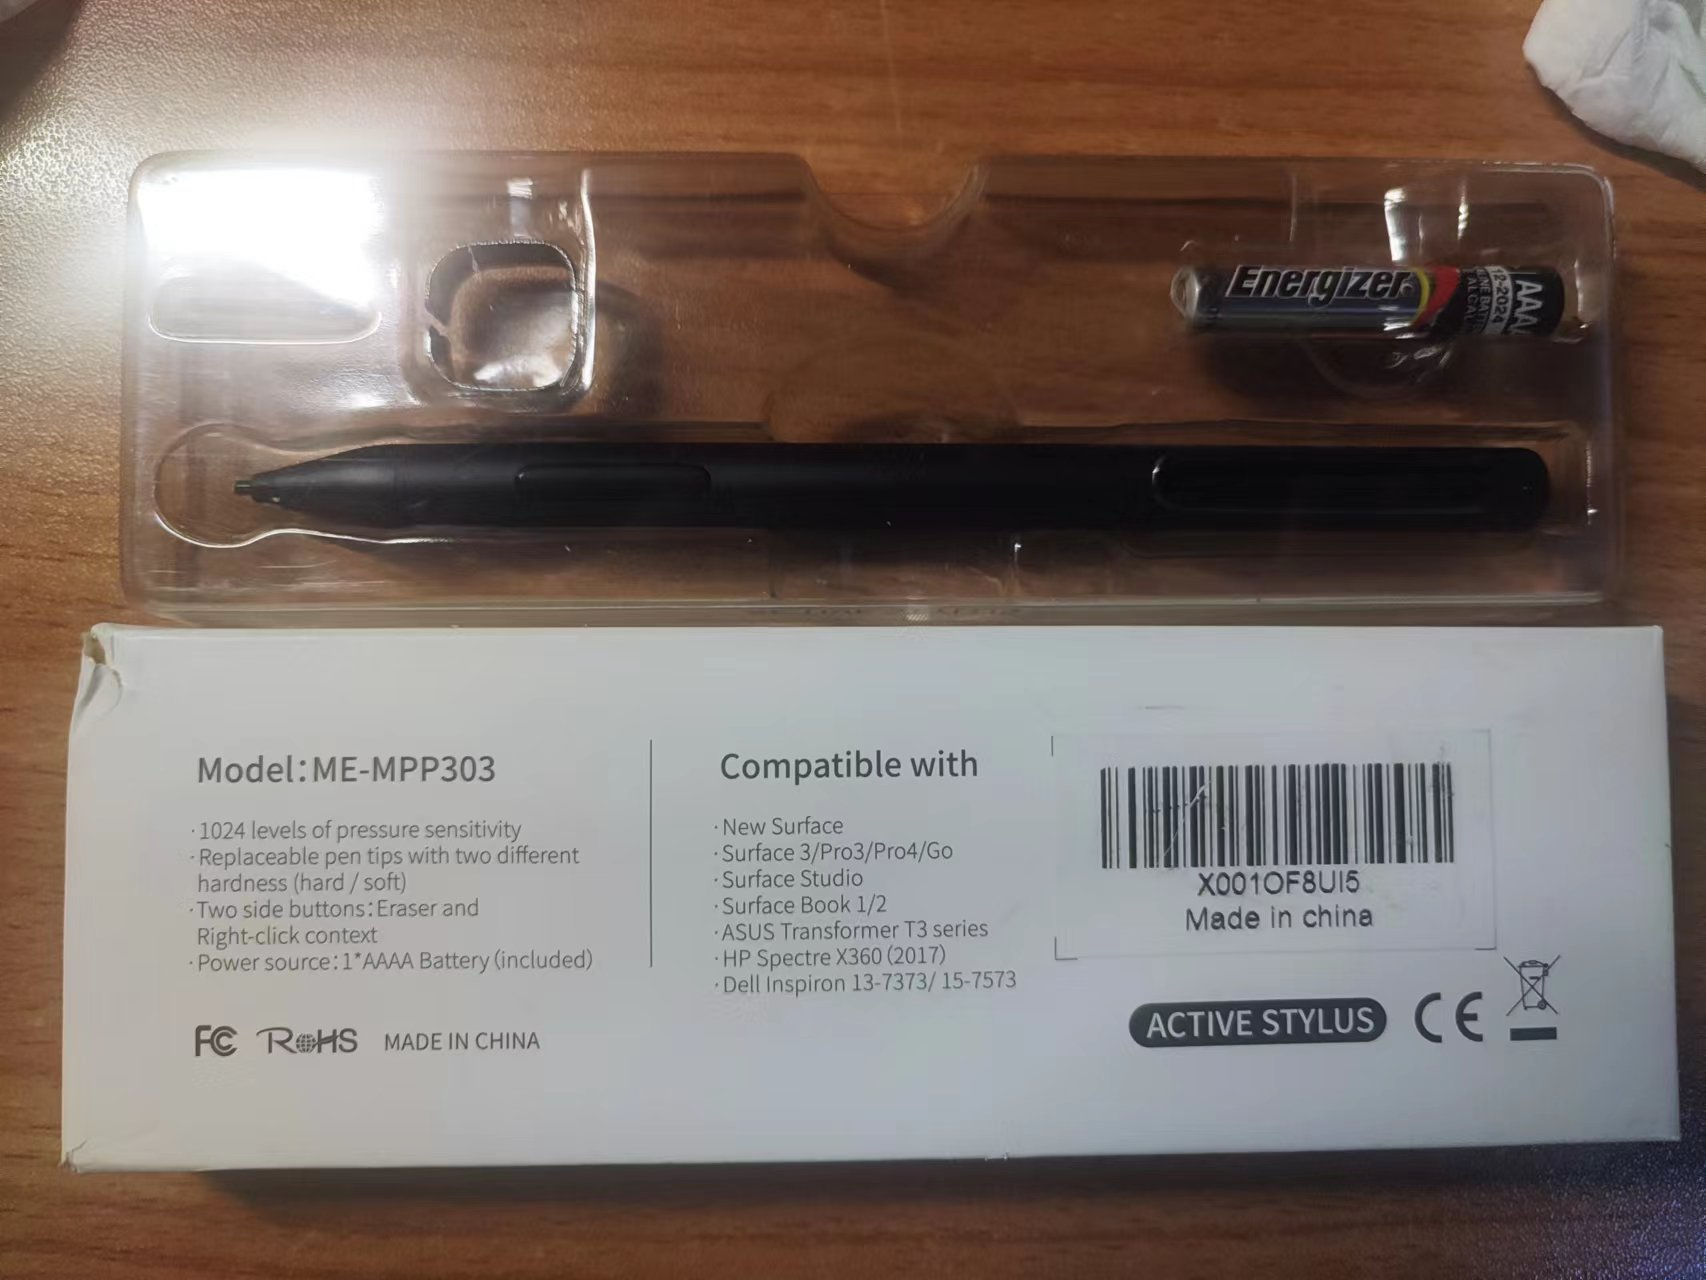 Energizer
12-2024
AAAA
Model:ME-MPP303
·1024 levels of pressure sensitivity
·Replaceable pen tips with two different
hardness (hard / soft)
·Two side buttons:Eraser and
Right-click context
·Power source:1*AAAA Battery (included)
FC RoHS MADE IN CHINA
Compatible with
·New Surface
·Surface 3/Pro3/Pro4/Go
·Surface Studio
·Surface Book 1/2
·ASUS Transformer T3 series
·HP Spectre X360 (2017)
·Dell Inspiron 13-7373/ 15-7573
X001OF8UI5
Made in china
ACTIVE STYLUS CE